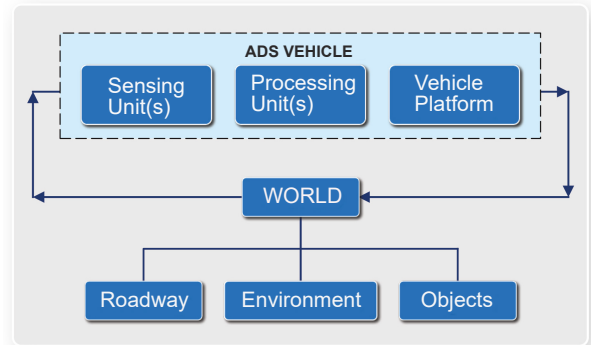 ADS VEHICLE
Sensing
Unit(s)
Processing
Unit(s)
Vehicle
Platform
WORLD
Roadway
Environment
Objects